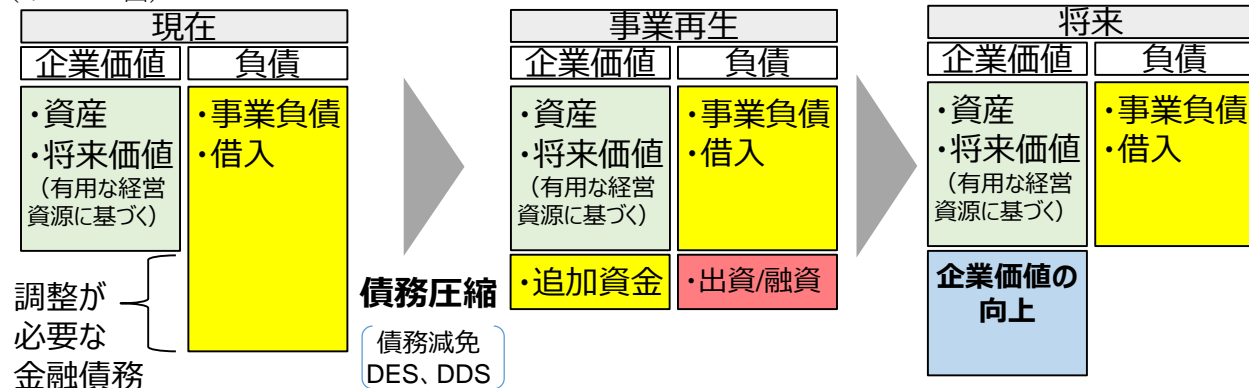 現在
企業価値
負債
・資産
・将来価値
（有用な経営
資源に基づく）
・事業負債
・借入
調整が
必要な
金融債務
債務圧縮
債務減免
DES、DDS
事業再生
企業価値
負債
・資産
・将来価値
（有用な経営
資源に基づく）
・事業負債
・借入
・追加資金
・出資/融資
将来
企業価値
負債
・資産
・将来価値
（有用な経営
資源に基づく）
・事業負債
・借入
企業価値の
向上